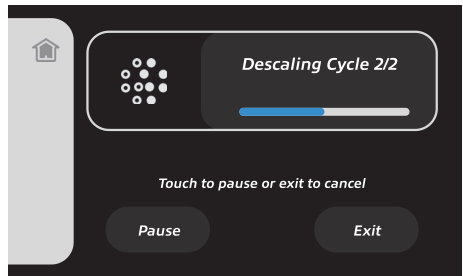 Descaling Cycle 2/2
Touch to pause or exit to cancel
Pause
Exit